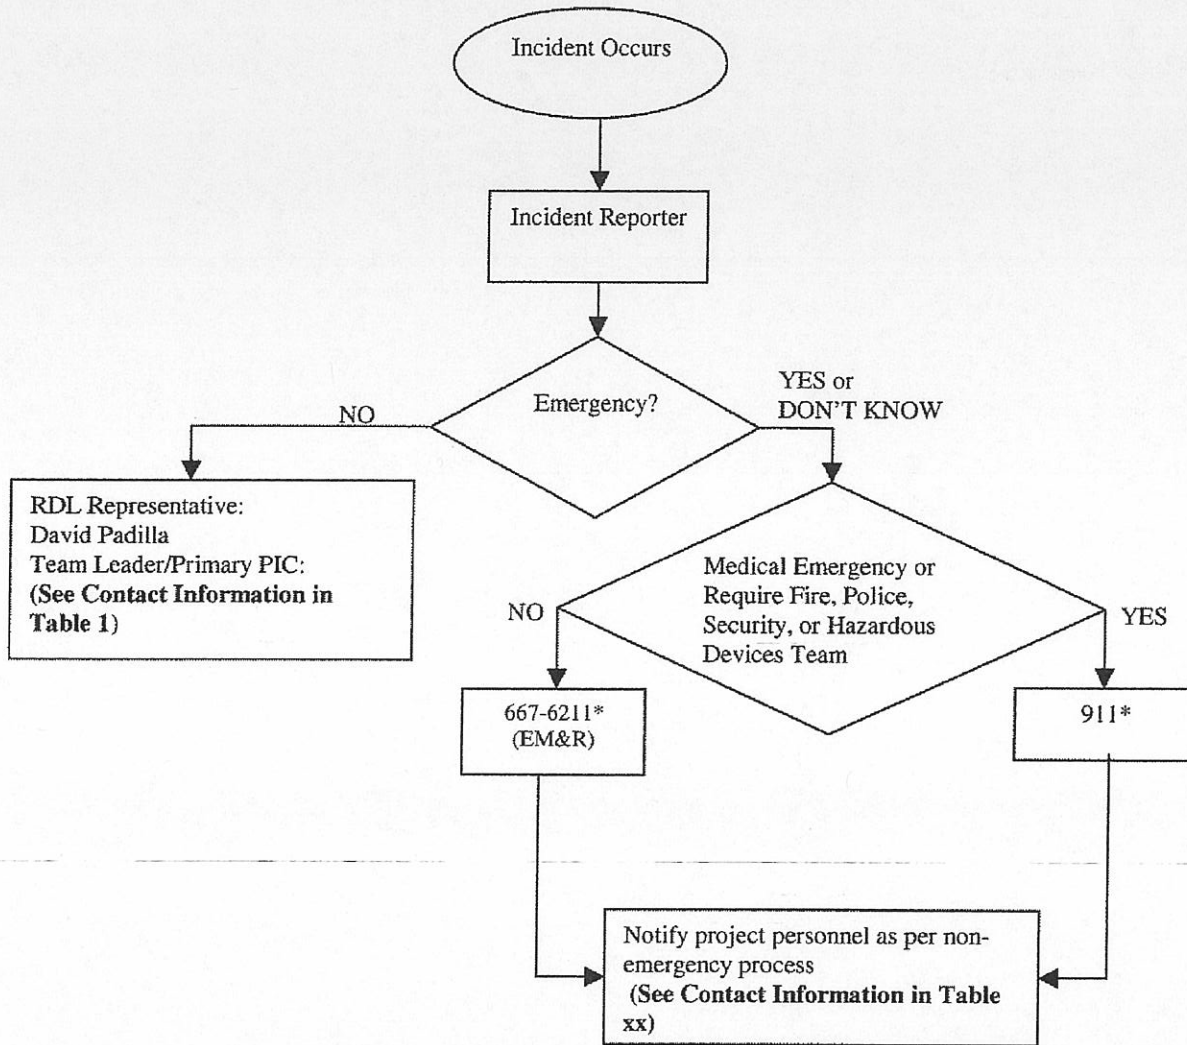 Incident Occurs
Incident Reporter
Emergency?
NO
YES or
DON'T KNOW
RDL Representative:
David Padilla
Team Leader/Primary PIC:
(See Contact Information in
Table 1)
Medical Emergency or
Require Fire, Police,
Security, or Hazardous
Devices Team
NO
YES
667-6211*
(EM&R)
911*
Notify project personnel as per non-
emergency process
(See Contact Information in Table
xx)